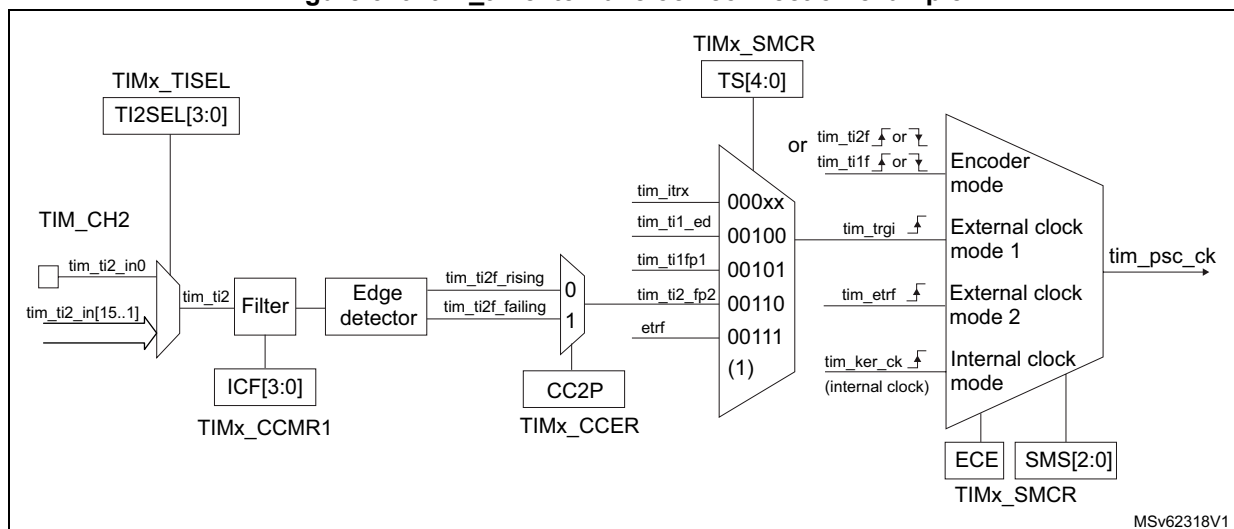 TIMx_SMCR
TS[4:0]
TIMx_TISEL
TI2SEL[3:0]
TIM_CH2
tim_ti2_in0
tim_ti2_in[15..1]
tim_ti2
Filter
ICF[3:0]
TIMx_CCMR1
Edge
detector
tim_ti2f_rising
tim_ti2f_failing
0
1
CC2P
TIMx_CCER
tim_itrx
tim_ti1_ed
tim_ti1fp1
tim_ti2_fp2
etrf
000xx
00100
00101
00110
00111
(1)
or
tim_ti2f or
tim_ti1f or
tim_trgi
tim_etrf
tim_ker_ck
(internal clock)
Encoder
mode
External clock
mode 1
External clock
mode 2
Internal clock
mode
tim_psc_ck
ECE
SMS[2:0]
TIMx_SMCR
MSv62318V1